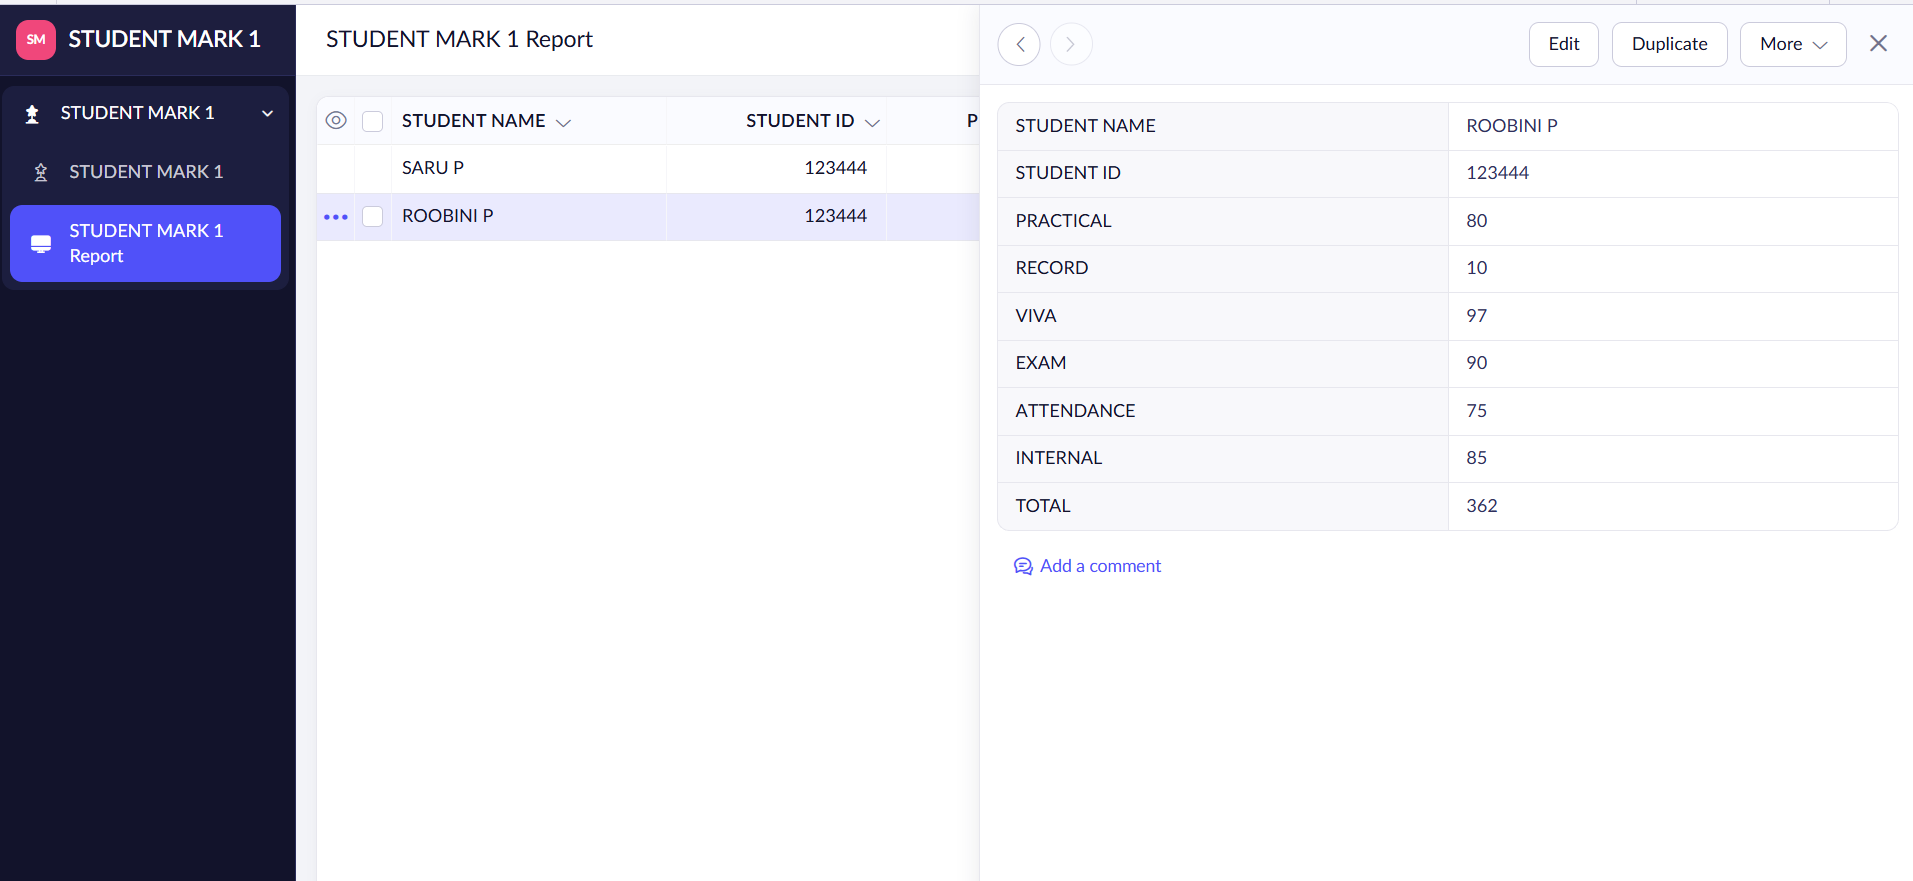 SM STUDENT MARK 1
STUDENT MARK 1
STUDENT MARK 1
STUDENT MARK 1
Report
STUDENT MARK 1 Report
STUDENT NAME STUDENT ID P
SARU P 123444
ROOBINI P 123444
Edit Duplicate More
STUDENT NAME ROOBINI P
STUDENT ID 123444
PRACTICAL 80
RECORD 10
VIVA 97
EXAM 90
ATTENDANCE 75
INTERNAL 85
TOTAL 362
Add a comment